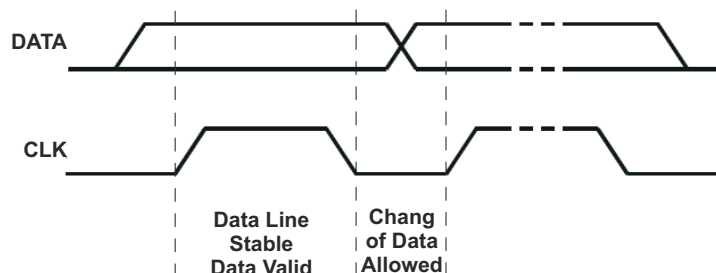 DATA
CLK
Data Line
Stable
Data Valid
Chang
of Data
Allowed